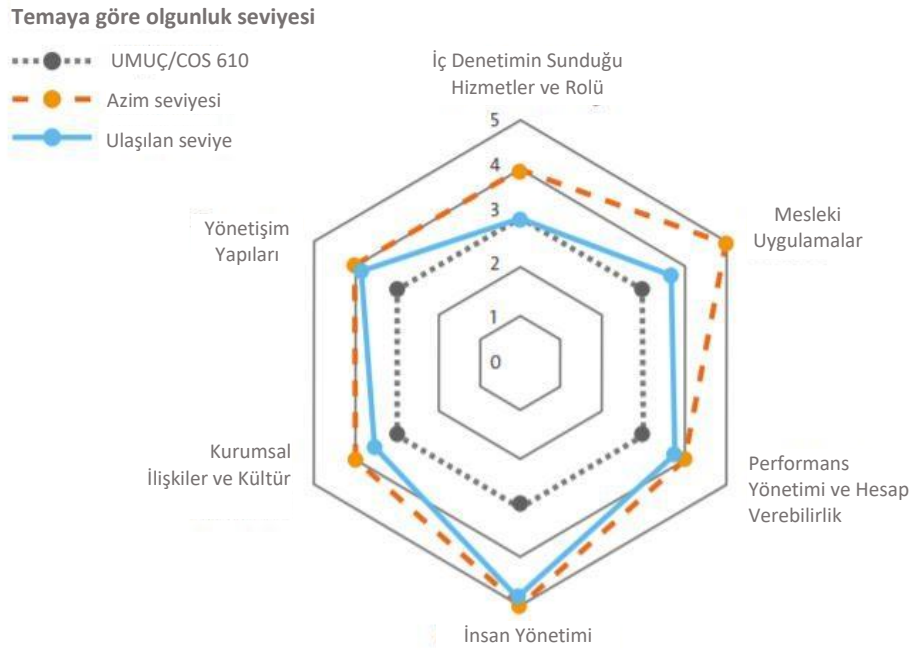 Temaya göre olgunluk seviyesi
UMUÇ/COS 610
Azim seviyesi
Ulaşılan seviye
İç Denetimin Sunduğu
Hizmetler ve Rolü
5
4
3
2
1
0
Mesleki
Uygulamalar
Yönetişim
Yapıları
Kurumsal
İlişkiler ve Kültür
Performans
Yönetimi ve Hesap
Verebilirlik
İnsan Yönetimi